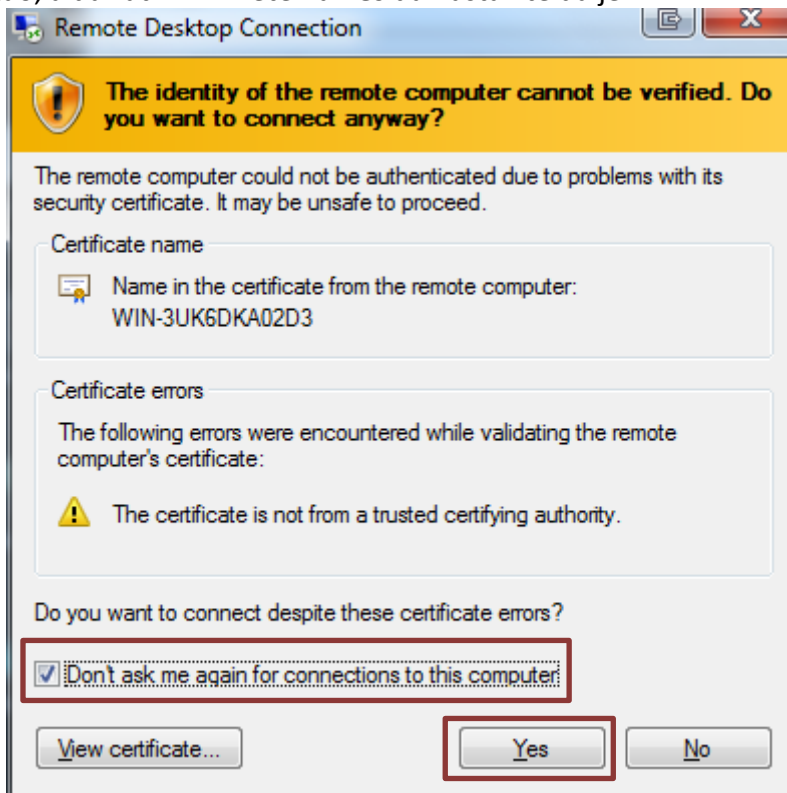 Remote Desktop Connection
The identity of the remote computer cannot be verified. Do
you want to connect anyway?
The remote computer could not be authenticated due to problems with its
security certificate. It may be unsafe to proceed.
Certificate name
Name in the certificate from the remote computer:
WIN-3UK6DKA02D3
Certificate errors
The following errors were encountered while validating the remote
computer's certificate:
The certificate is not from a trusted certifying authority.
Do you want to connect despite these certificate errors?
Don't ask me again for connections to this computer
View certificate...
Yes
No